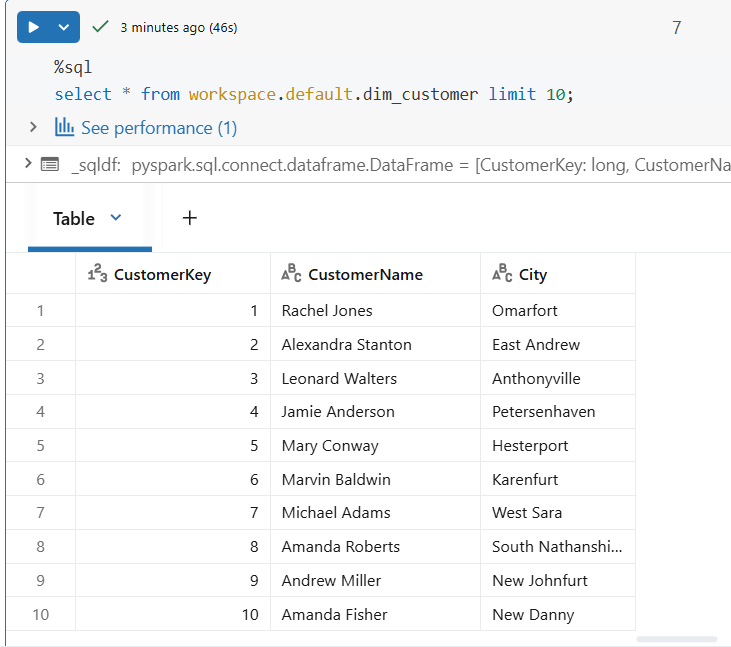 3 minutes ago (46s)
7
%sql
select * from workspace.default.dim_customer limit 10;
See performance (1)
_sqldf: pyspark.sql.connect.dataframe.DataFrame = [CustomerKey: long, CustomerNa
Table +
123 CustomerKey ABC CustomerName ABC City
1 1 Rachel Jones Omarfort
2 2 Alexandra Stanton East Andrew
3 3 Leonard Walters Anthonyville
4 4 Jamie Anderson Petersenhaven
5 5 Mary Conway Hesterport
6 6 Marvin Baldwin Karenfurt
7 7 Michael Adams West Sara
8 8 Amanda Roberts South Nathanshi...
9 9 Andrew Miller New Johnfurt
10 10 Amanda Fisher New Danny